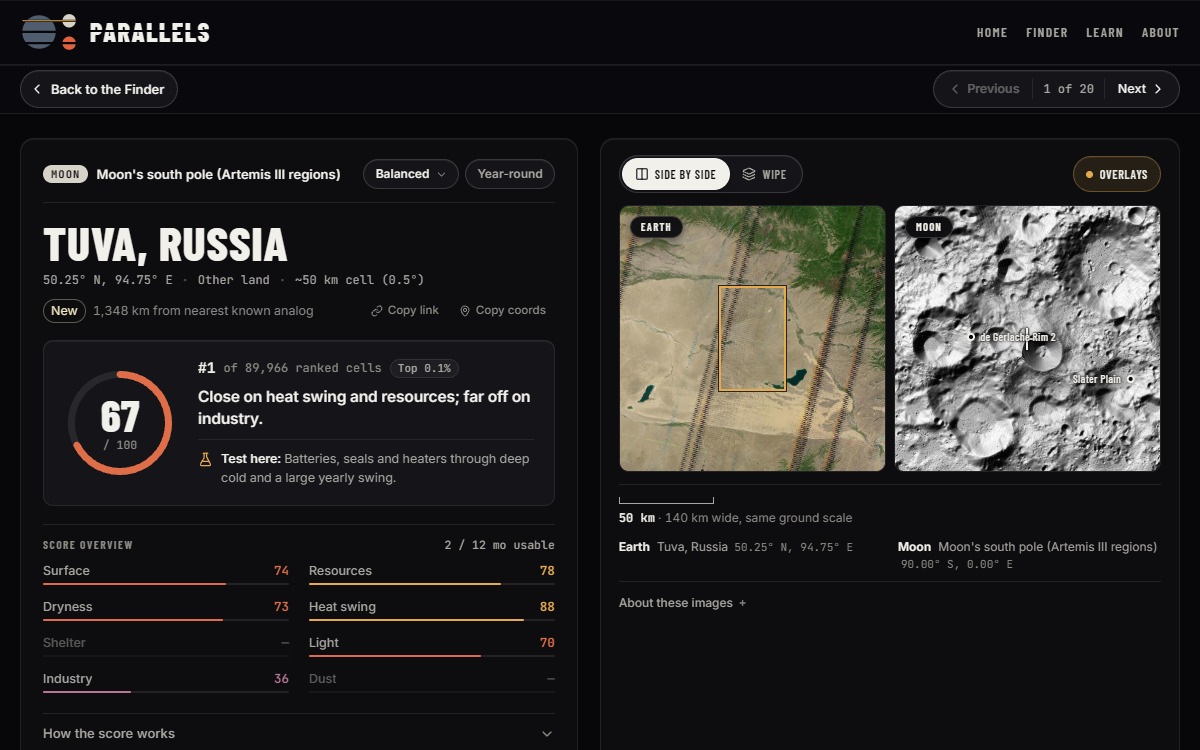 PARALLELS
HOME FINDER LEARN ABOUT
Back to the Finder
Previous 1 of 20 Next
MOON Moon's south pole (Artemis III regions) Balanced Year-round
TUVA, RUSSIA
50.25° N, 94.75° E · Other land · ~50 km cell (0.5°)
New 1,348 km from nearest known analog Copy link Copy coords
67
/ 100
#1 of 89,966 ranked cells Top 0.1%
Close on heat swing and resources; far off on
industry.
Test here: Batteries, seals and heaters through deep
cold and a large yearly swing.
SCORE OVERVIEW 2 / 12 mo usable
Surface 74 Resources 78
Dryness 73 Heat swing 88
Shelter – Light 70
Industry 36 Dust –
How the score works
SIDE BY SIDE WIPE OVERLAYS
EARTH
MOON
de Gerlache Rim 2
Slater Plain
50 km · 140 km wide, same ground scale
Earth Tuva, Russia 50.25° N, 94.75° E
Moon Moon's south pole (Artemis III regions)
90.00° S, 0.00° E
About these images +